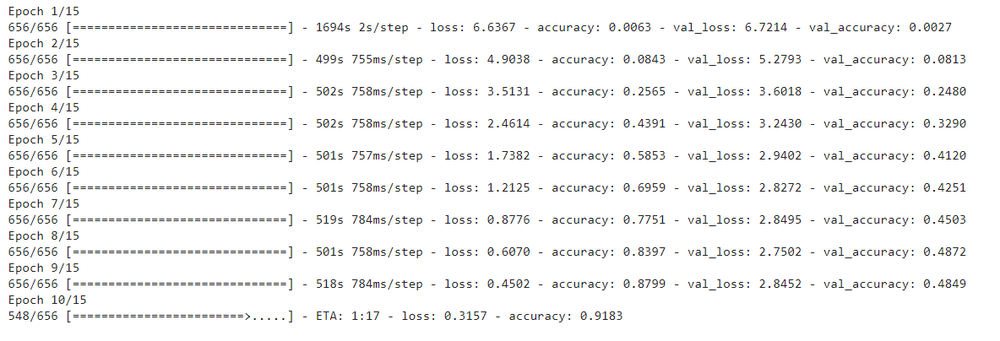 Epoch 1/15
656/656 [==============================] - 1694s 2s/step - loss: 6.6367 - accuracy: 0.0063 - val_loss: 6.7214 - val_accuracy: 0.0027
Epoch 2/15
656/656 [==============================] - 499s 755ms/step - loss: 4.9038 - accuracy: 0.0843 - val_loss: 5.2793 - val_accuracy: 0.0813
Epoch 3/15
656/656 [==============================] - 502s 758ms/step - loss: 3.5131 - accuracy: 0.2565 - val_loss: 3.6018 - val_accuracy: 0.2480
Epoch 4/15
656/656 [==============================] - 502s 758ms/step - loss: 2.4614 - accuracy: 0.4391 - val_loss: 3.2430 - val_accuracy: 0.3290
Epoch 5/15
656/656 [==============================] - 501s 757ms/step - loss: 1.7382 - accuracy: 0.5853 - val_loss: 2.9402 - val_accuracy: 0.4120
Epoch 6/15
656/656 [==============================] - 501s 758ms/step - loss: 1.2125 - accuracy: 0.6959 - val_loss: 2.8272 - val_accuracy: 0.4251
Epoch 7/15
656/656 [==============================] - 519s 784ms/step - loss: 0.8776 - accuracy: 0.7751 - val_loss: 2.8495 - val_accuracy: 0.4503
Epoch 8/15
656/656 [==============================] - 501s 758ms/step - loss: 0.6070 - accuracy: 0.8397 - val_loss: 2.7502 - val_accuracy: 0.4872
Epoch 9/15
656/656 [==============================] - 518s 784ms/step - loss: 0.4502 - accuracy: 0.8799 - val_loss: 2.8452 - val_accuracy: 0.4849
Epoch 10/15
548/656 [========================>.....] - ETA: 1:17 - loss: 0.3157 - accuracy: 0.9183